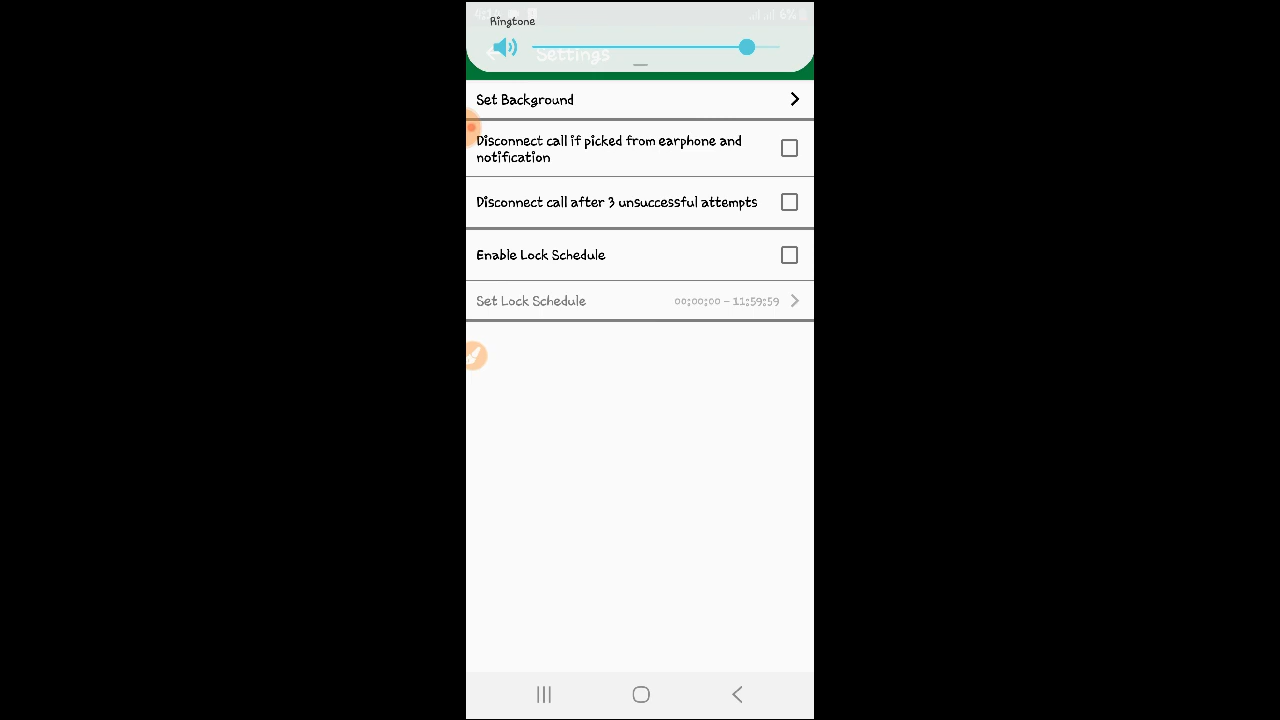 Ringtone
Settings
6%
Set Background
Disconnect call if picked from earphone and
notification
Disconnect call after 3 unsuccessful attempts
Enable Lock Schedule
Set Lock Schedule 00:00:00 - 11:59:59